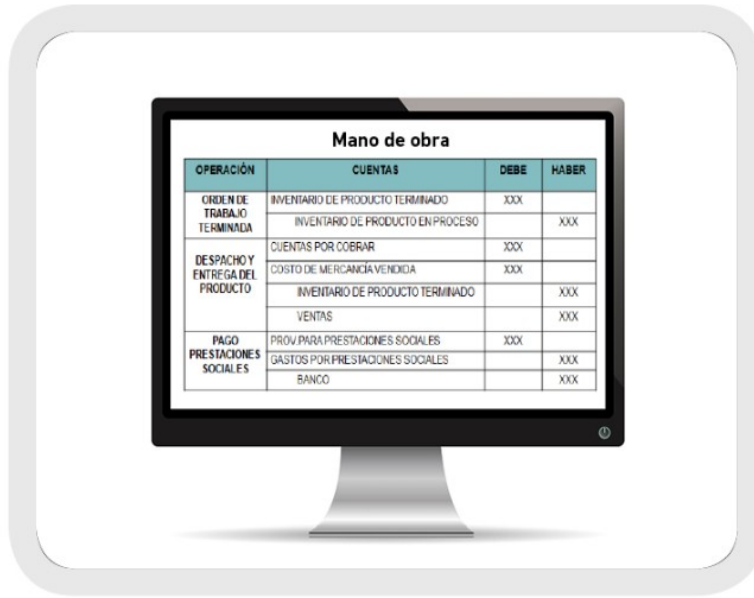 Mano de obra
OPERACIÓN CUENTAS DEBE HABER
ORDEN DE TRABAJO TERMINADA INVENTARIO DE PRODUCTO TERMINADO XXX
INVENTARIO DE PRODUCTO EN PROCESO XXX
DESPACHO Y ENTREGA DEL PRODUCTO CUENTAS POR COBRAR XXX
COSTO DE MERCANCÍA VENDIDA XXX
INVENTARIO DE PRODUCTO TERMINADO XXX
VENTAS XXX
PAGO PRESTACIONES SOCIALES PROV.PARA PRESTACIONES SOCIALES XXX
GASTOS POR PRESTACIONES SOCIALES XXX
BANCO XXX